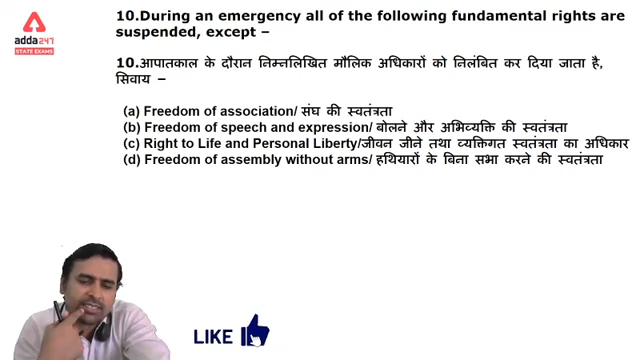 adda247
STATE EXAMS
10.During an emergency all of the following fundamental rights are
suspended, except –
10.आपातकाल के दौरान निम्नलिखित मौलिक अधिकारों को निलंबित कर दिया जाता है,
सिवाय –
(a) Freedom of association/ संघ की स्वतंत्रता
(b) Freedom of speech and expression/ बोलने और अभिव्यक्ति की स्वतंत्रता
(c) Right to Life and Personal Liberty/जीवन जीने तथा व्यक्तिगत स्वतंत्रता का अधिकार
(d) Freedom of assembly without arms/ हथियारों के बिना सभा करने की स्वतंत्रता
LIKE